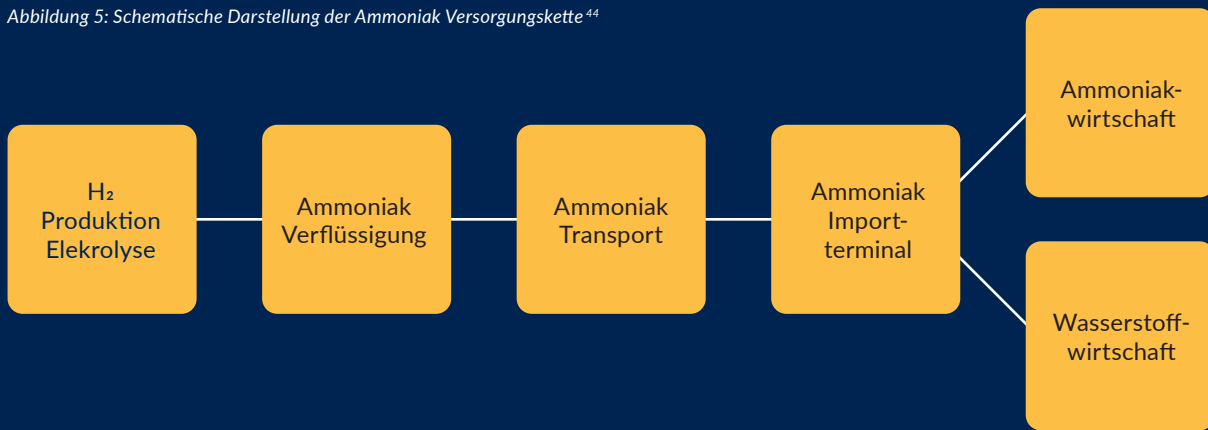 Abbildung 5: Schematische Darstellung der Ammoniak Versorgungskette 44
H₂
Produktion
Elekrolyse
Ammoniak
Verflüssigung
Ammoniak
Transport
Ammoniak
Import-
terminal
Ammoniak-
wirtschaft
Wasserstoff-
wirtschaft